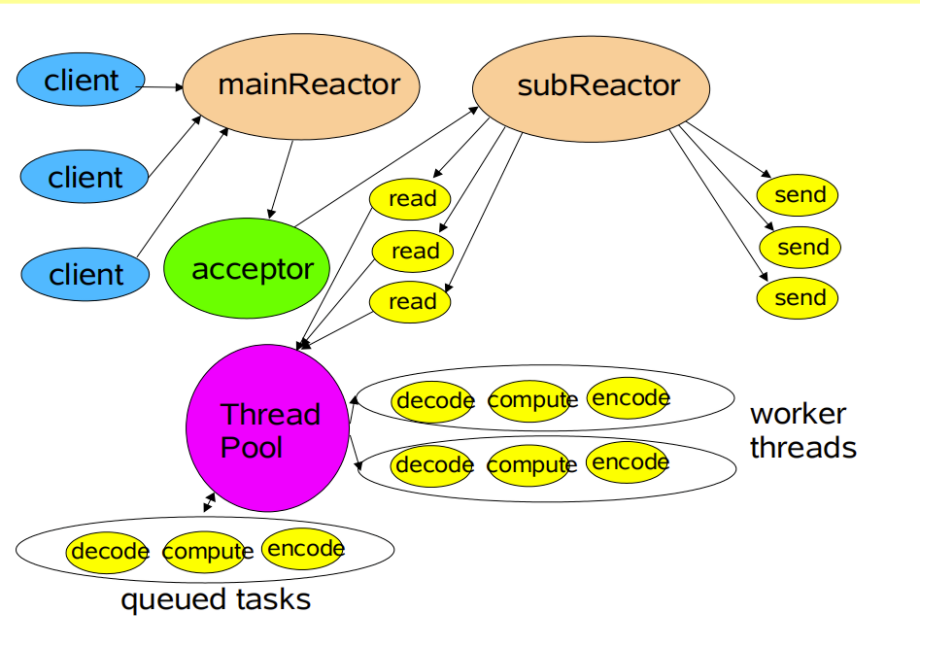 client
mainReactor
subReactor
client
client
acceptor
read
read
read
send
send
send
Thread
Pool
decode compute encode
decode compute encode
worker
threads
decode compute encode
queued tasks